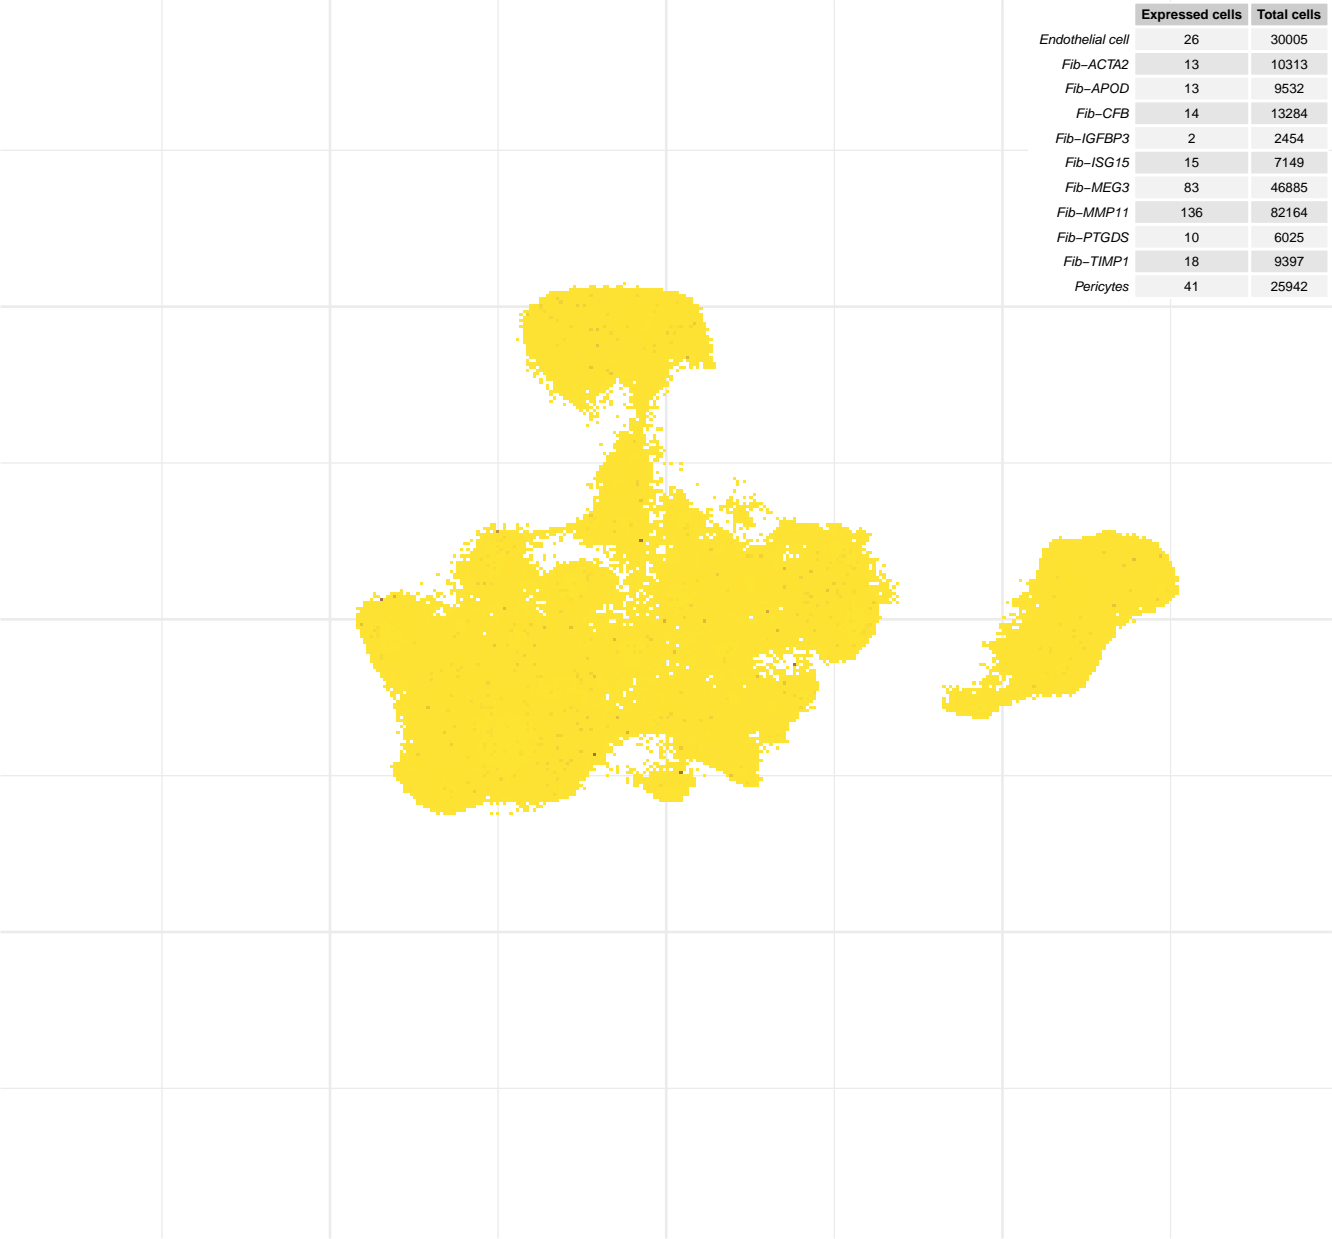 Expressed cells Total cells
Endothelial cell 26 30005
Fib−ACTA2 13 10313
Fib−APOD 13 9532
Fib−CFB 14 13284
Fib−IGFBP3 2 2454
Fib−ISG15 15 7149
Fib−MEG3 83 46885
Fib−MMP11 136 82164
Fib−PTGDS 10 6025
Fib−TIMP1 18 9397
Pericytes 41 25942